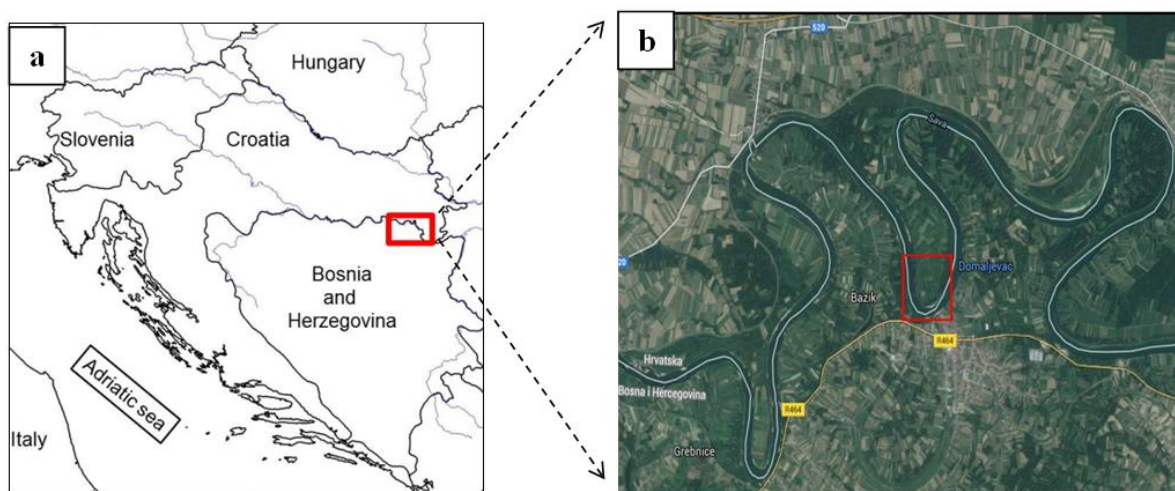 a
Hungary
Slovenia
Croatia
Bosnia
and
Herzegovina
Adriatic sea
Italy
b
520
Sava
20
Domaljevac
Bazik
R464
Hrvatska
Bosna i Hercegovina
R464
Grebnice